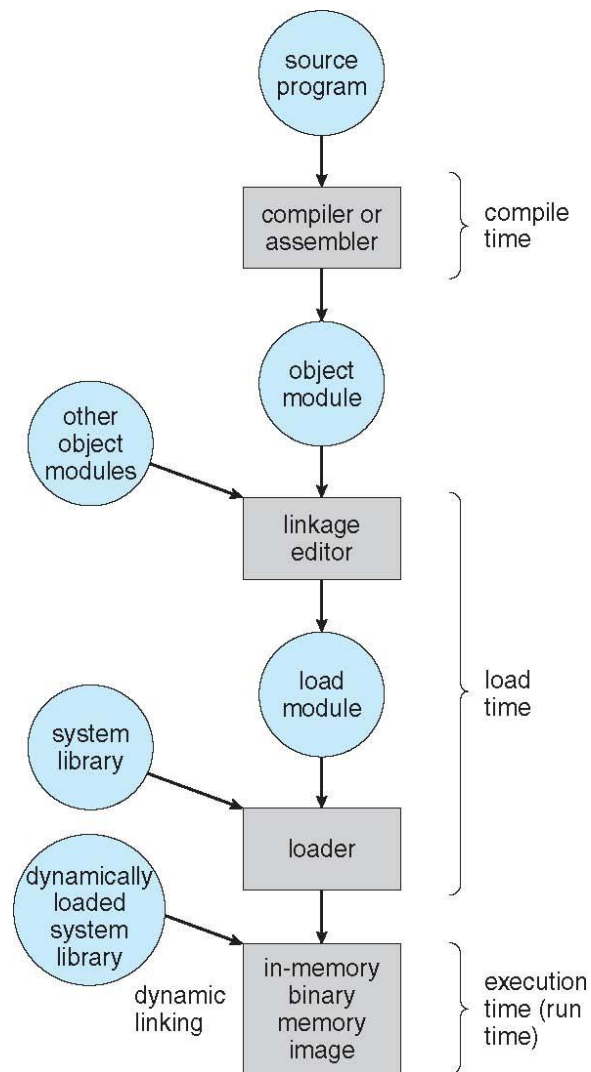 source
program
compiler or
assembler
compile
time
object
module
other
object
modules
linkage
editor
load
module
load
time
system
library
loader
dynamically
loaded
system
library
dynamic
linking
in-memory
binary
memory
image
execution
time (run
time)